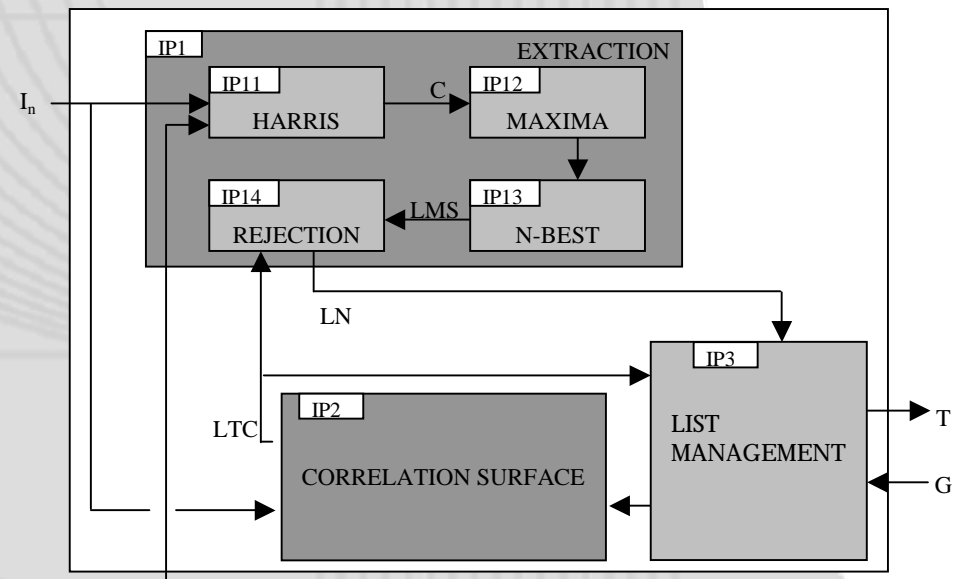 IP1
EXTRACTION
IP11
HARRIS
C
IP12
MAXIMA
In
IP14
REJECTION
LMS
IP13
N-BEST
LN
IP3
LIST
MANAGEMENT
T
G
LTC
IP2
CORRELATION SURFACE